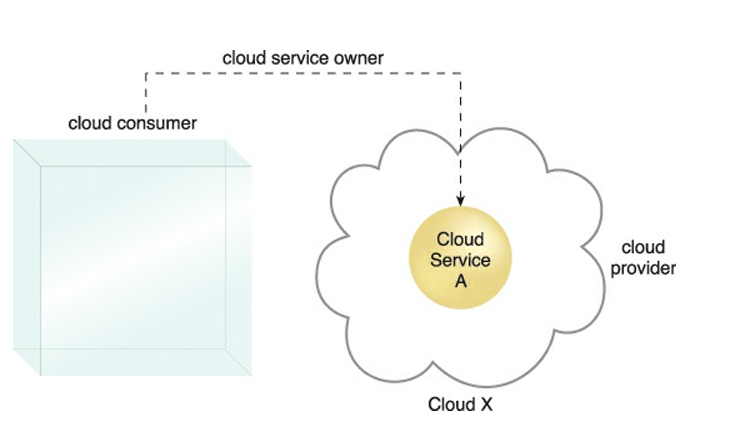 cloud service owner
cloud consumer
Cloud
Service
A
cloud
provider
Cloud X